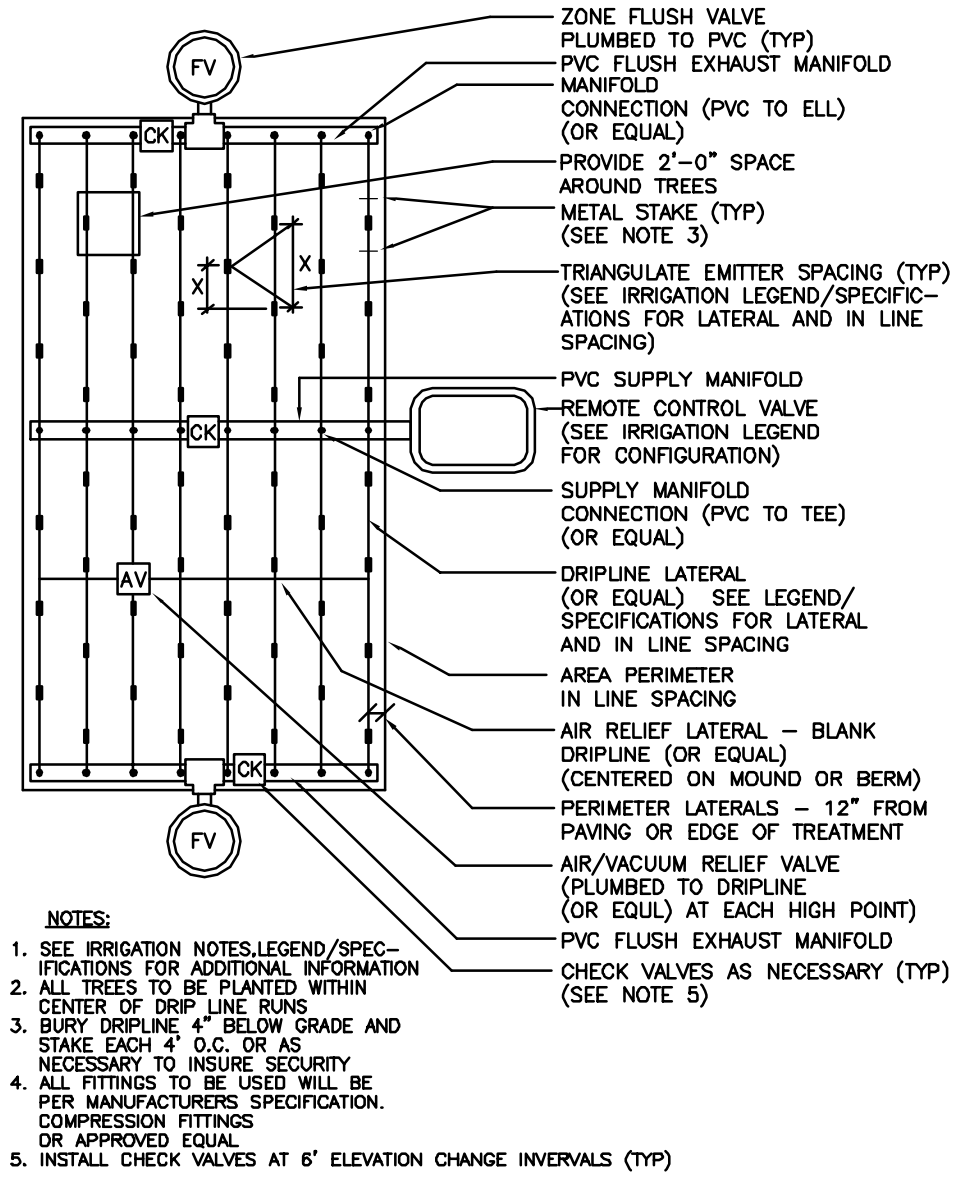 FV
ZONE FLUSH VALVE
PLUMBED TO PVC (TYP)
PVC FLUSH EXHAUST MANIFOLD
MANIFOLD
CONNECTION (PVC TO ELL)
(OR EQUAL)
CK
PROVIDE 2'-0" SPACE
AROUND TREES
METAL STAKE (TYP)
(SEE NOTE 3)
X
X
TRIANGULATE EMITTER SPACING (TYP)
(SEE IRRIGATION LEGEND/SPECIFIC-
ATIONS FOR LATERAL AND IN LINE
SPACING)
PVC SUPPLY MANIFOLD
CK
REMOTE CONTROL VALVE
(SEE IRRIGATION LEGEND
FOR CONFIGURATION)
SUPPLY MANIFOLD
CONNECTION (PVC TO TEE)
(OR EQUAL)
AV
DRIPLINE LATERAL
(OR EQUAL) SEE LEGEND/
SPECIFICATIONS FOR LATERAL
AND IN LINE SPACING
AREA PERIMETER
IN LINE SPACING
AIR RELIEF LATERAL - BLANK
DRIPLINE (OR EQUAL)
(CENTERED ON MOUND OR BERM)
CK
PERIMETER LATERALS - 12" FROM
PAVING OR EDGE OF TREATMENT
FV
AIR/VACUUM RELIEF VALVE
(PLUMBED TO DRIPLINE
(OR EQUL) AT EACH HIGH POINT)
PVC FLUSH EXHAUST MANIFOLD
CHECK VALVES AS NECESSARY (TYP)
(SEE NOTE 5)
NOTES:
1. SEE IRRIGATION NOTES,LEGEND/SPEC-
IFICATIONS FOR ADDITIONAL INFORMATION
2. ALL TREES TO BE PLANTED WITHIN
CENTER OF DRIP LINE RUNS
3. BURY DRIPLINE 4" BELOW GRADE AND
STAKE EACH 4' O.C. OR AS
NECESSARY TO INSURE SECURITY
4. ALL FITTINGS TO BE USED WILL BE
PER MANUFACTURERS SPECIFICATION.
COMPRESSION FITTINGS
OR APPROVED EQUAL
5. INSTALL CHECK VALVES AT 6' ELEVATION CHANGE INVERVALS (TYP)